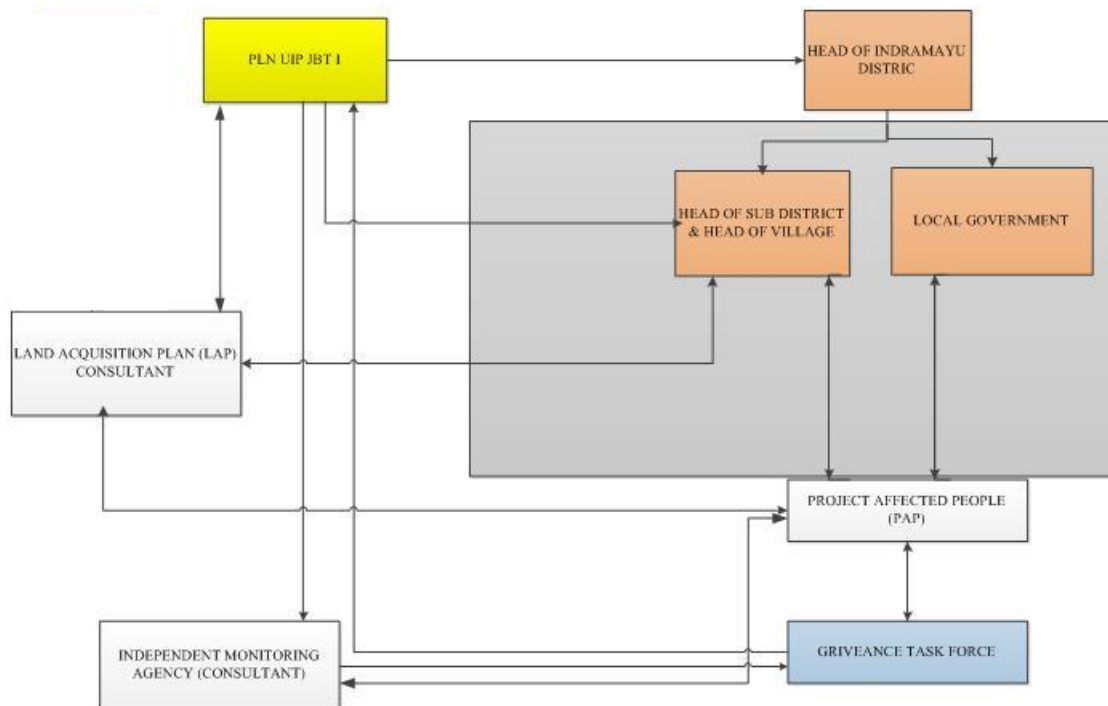 PLN UIP JBT I
HEAD OF INDRAMAYU
DISTRIC
HEAD OF SUB DISTRICT
& HEAD OF VILLAGE
LOCAL GOVERNMENT
LAND ACQUISITION PLAN (LAP)
CONSULTANT
PROJECT AFFECTED PEOPLE
(PAP)
INDEPENDENT MONITORING
AGENCY (CONSULTANT)
GRIVEANCE TASK FORCE